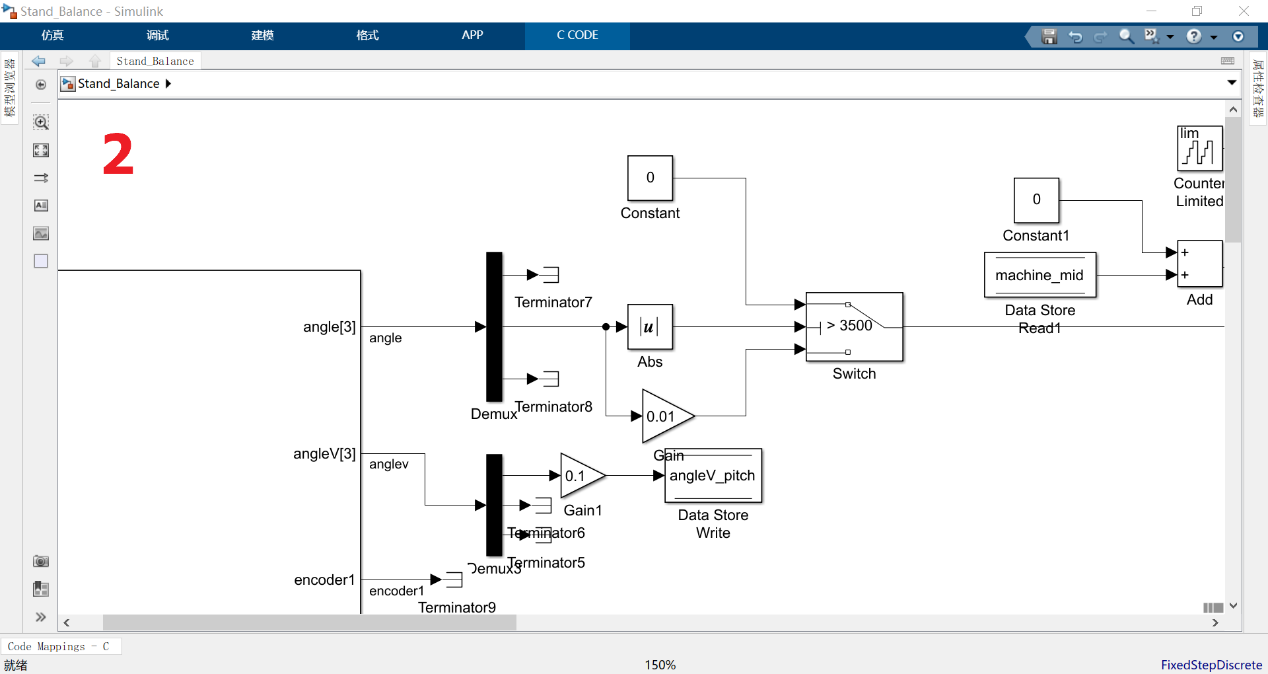 Stand_Balance - Simulink
仿真 调试 建模 格式 APP C CODE
模型浏览器
Stand_Balance
属性检查器
Stand_Balance
2
lim
Counter
Limited
0
Constant
0
Constant1
machine_mid
Data Store
Read1
+
+
Add
angle[3]
angle
Terminator7
|u|
Abs
> 3500
Switch
Terminator8
Demux
0.01
Gain
angleV[3]
anglev
0.1
Gain1
angleV_pitch
Data Store
Write
Terminator6
Terminator5
Demux3
encoder1
encoder1
Terminator9
Code Mappings - C
就绪
150%
FixedStepDiscrete